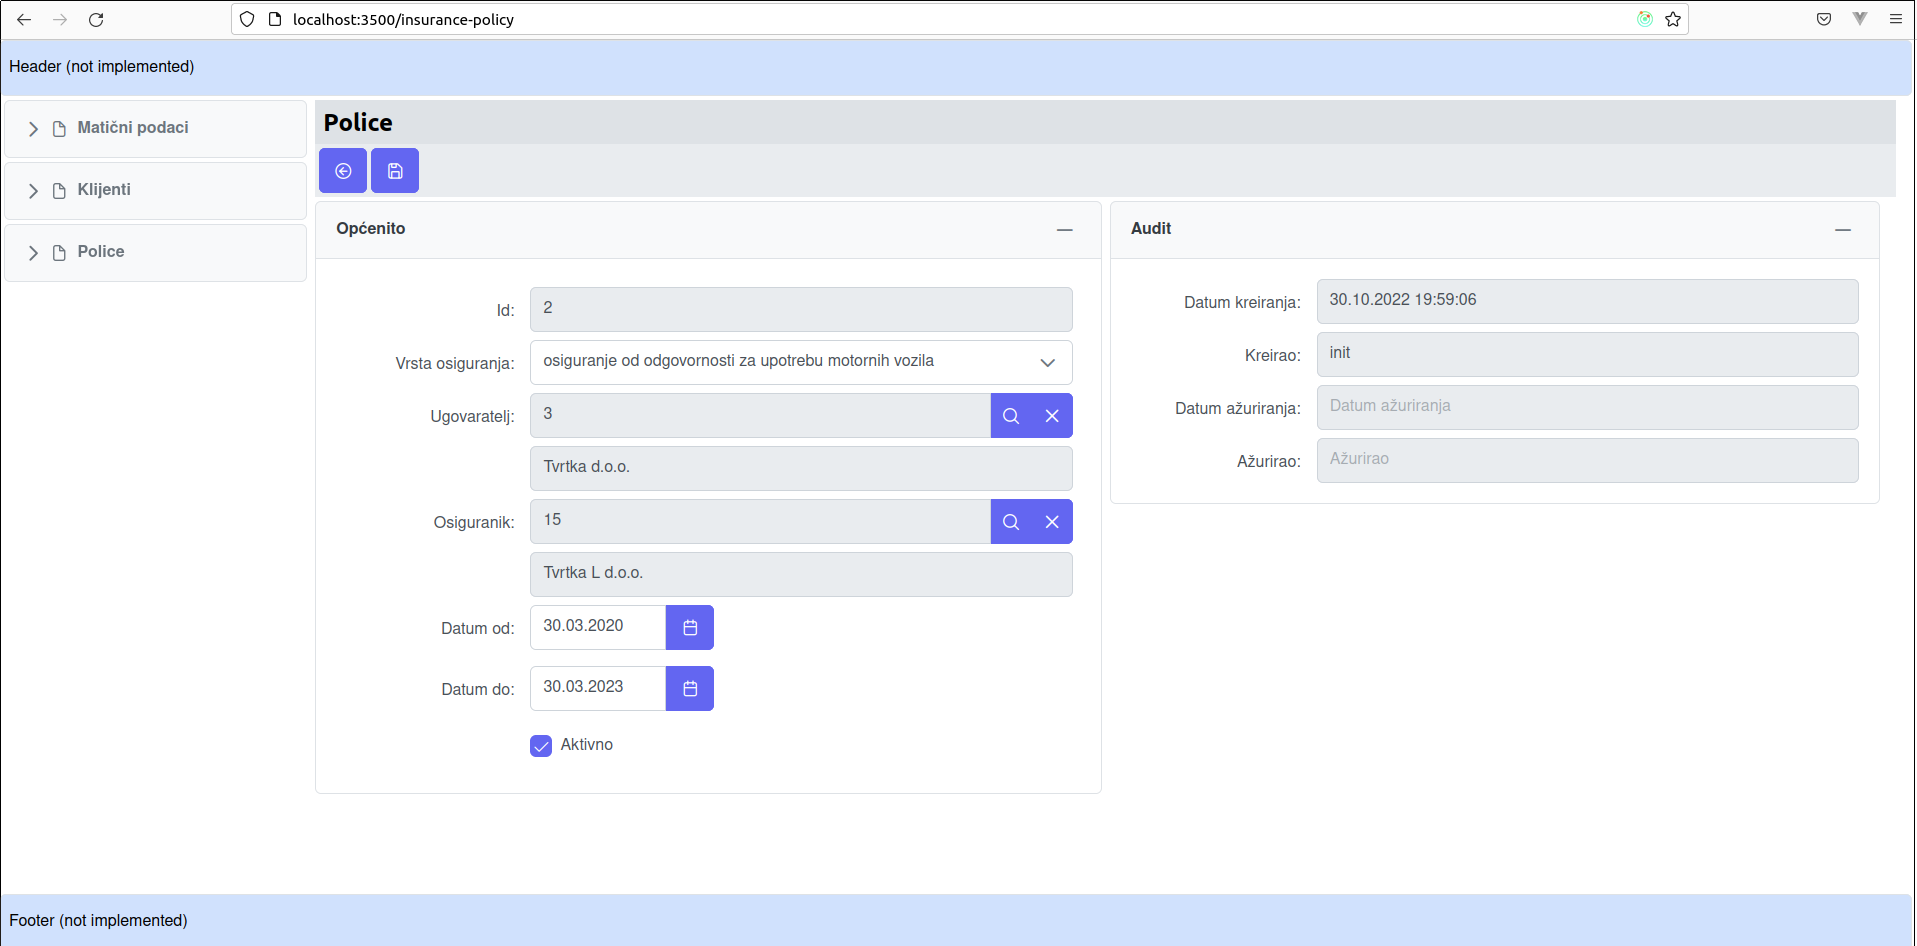 localhost:3500/insurance-policy
Header (not implemented)
Matični podaci
Klijenti
Police
Police
Općenito
Id:
2
Vrsta osiguranja:
osiguranje od odgovornosti za upotrebu motornih vozila
Ugovaratelj:
3
Tvrtka d.o.o.
Osiguranik:
15
Tvrtka L d.o.o.
Datum od:
30.03.2020
Datum do:
30.03.2023
Aktivno
Audit
Datum kreiranja:
30.10.2022 19:59:06
Kreirao:
init
Datum ažuriranja:
Datum ažuriranja
Ažurirao:
Ažurirao
Footer (not implemented)